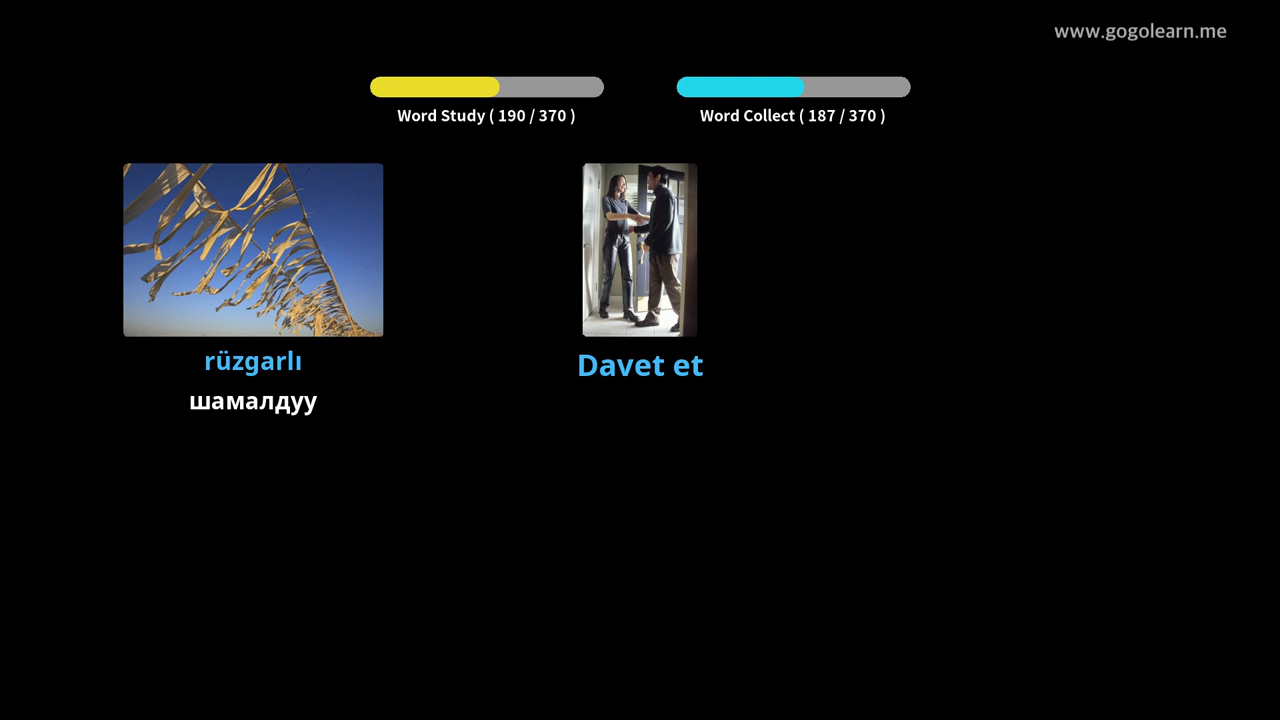 www.gogolearn.me
Word Study ( 190 / 370 )
Word Collect ( 187 / 370 )
rüzgarlı
Davet et
шамалдуу